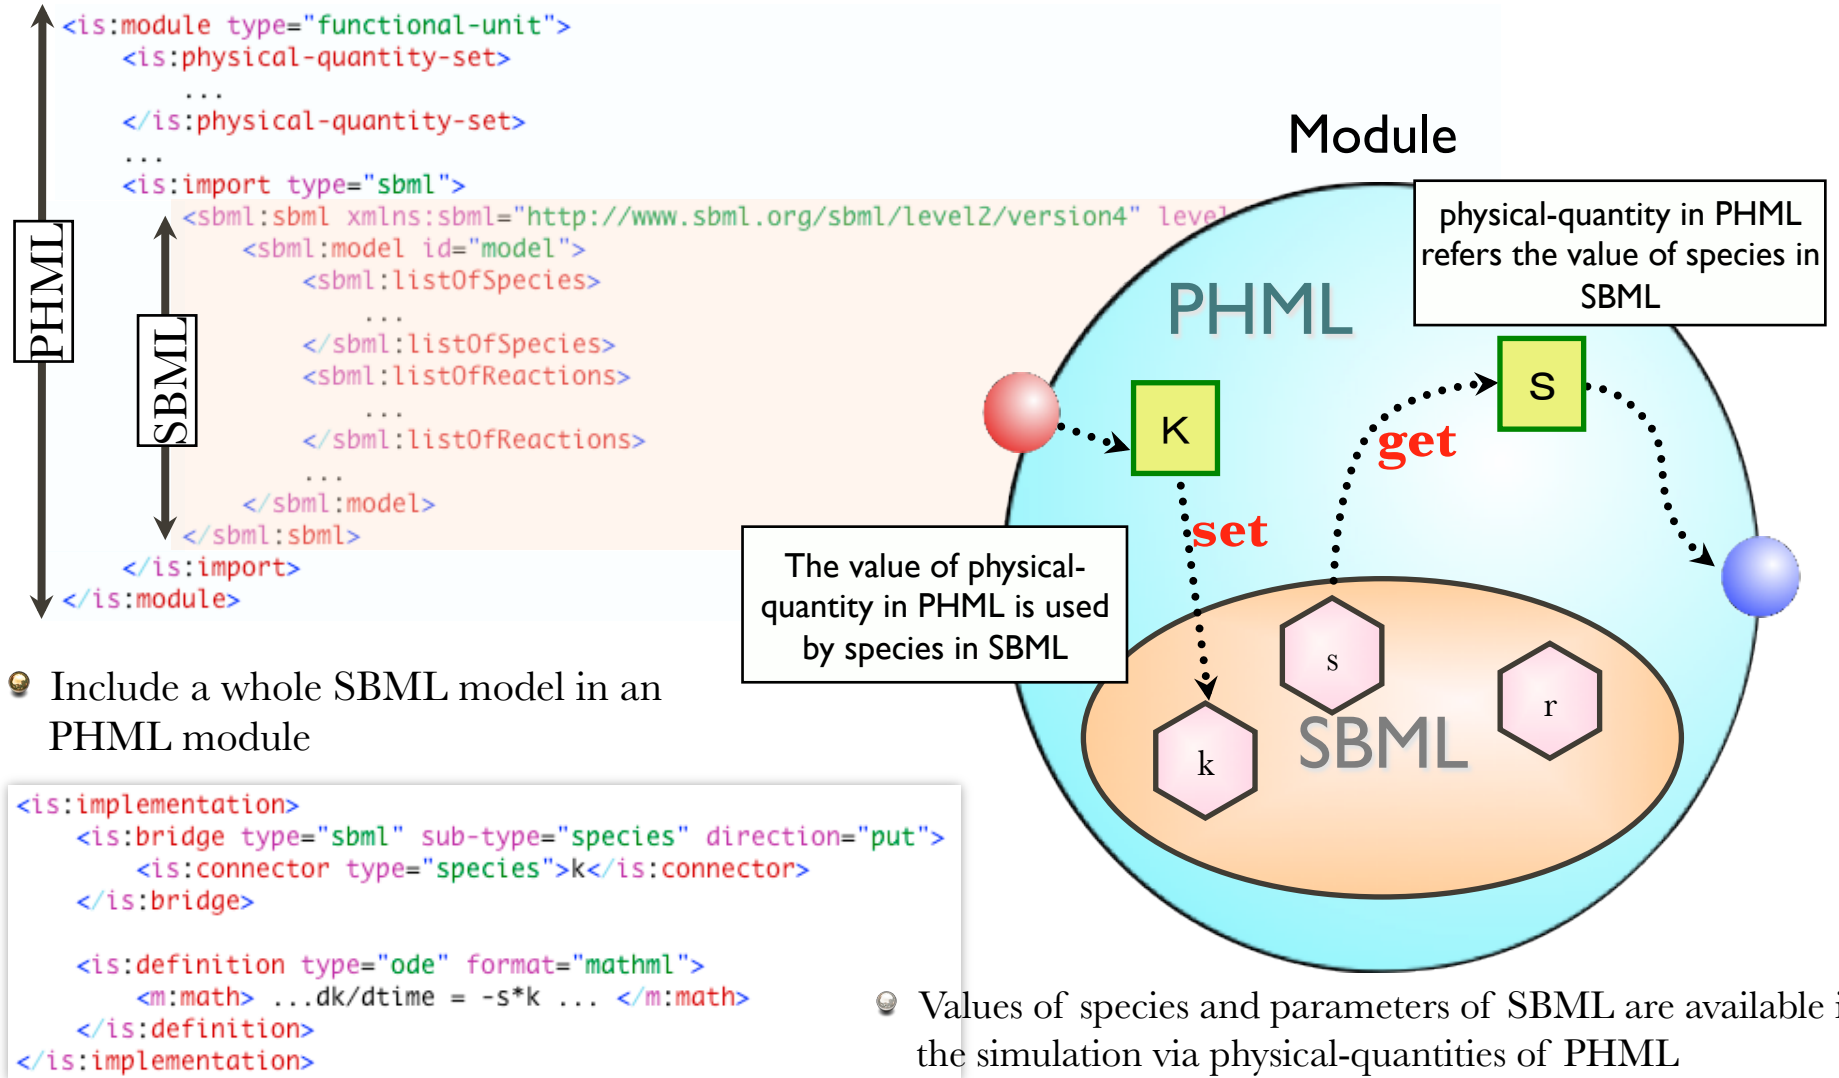 <is:module type="functional-unit">
<is:physical-quantity-set>
...
</is:physical-quantity-set>
...
<is:import type="sbml">
<sbml:sbml xmlns:sbml="http://www.sbml.org/sbml/level2/version4" level
<sbml:model id="model">
<sbml:listOfSpecies>
...
</sbml:listOfSpecies>
<sbml:listOfReactions>
...
</sbml:listOfReactions>
...
</sbml:model>
</sbml:sbml>
</is:import>
</is:module>
PHML
SBML
Include a whole SBML model in an
PHML module
<is:implementation>
<is:bridge type="sbml" sub-type="species" direction="put">
<is:connector type="species">k</is:connector>
</is:bridge>
<is:definition type="ode" format="mathml">
<m:math> ...dk/dtime = -s*k ... </m:math>
</is:definition>
</is:implementation>
Module
physical-quantity in PHML
refers the value of species in
SBML
PHML
K
S
get
set
The value of physical-
quantity in PHML is used
by species in SBML
s
r
k
SBML
Values of species and parameters of SBML are available i
the simulation via physical-quantities of PHML